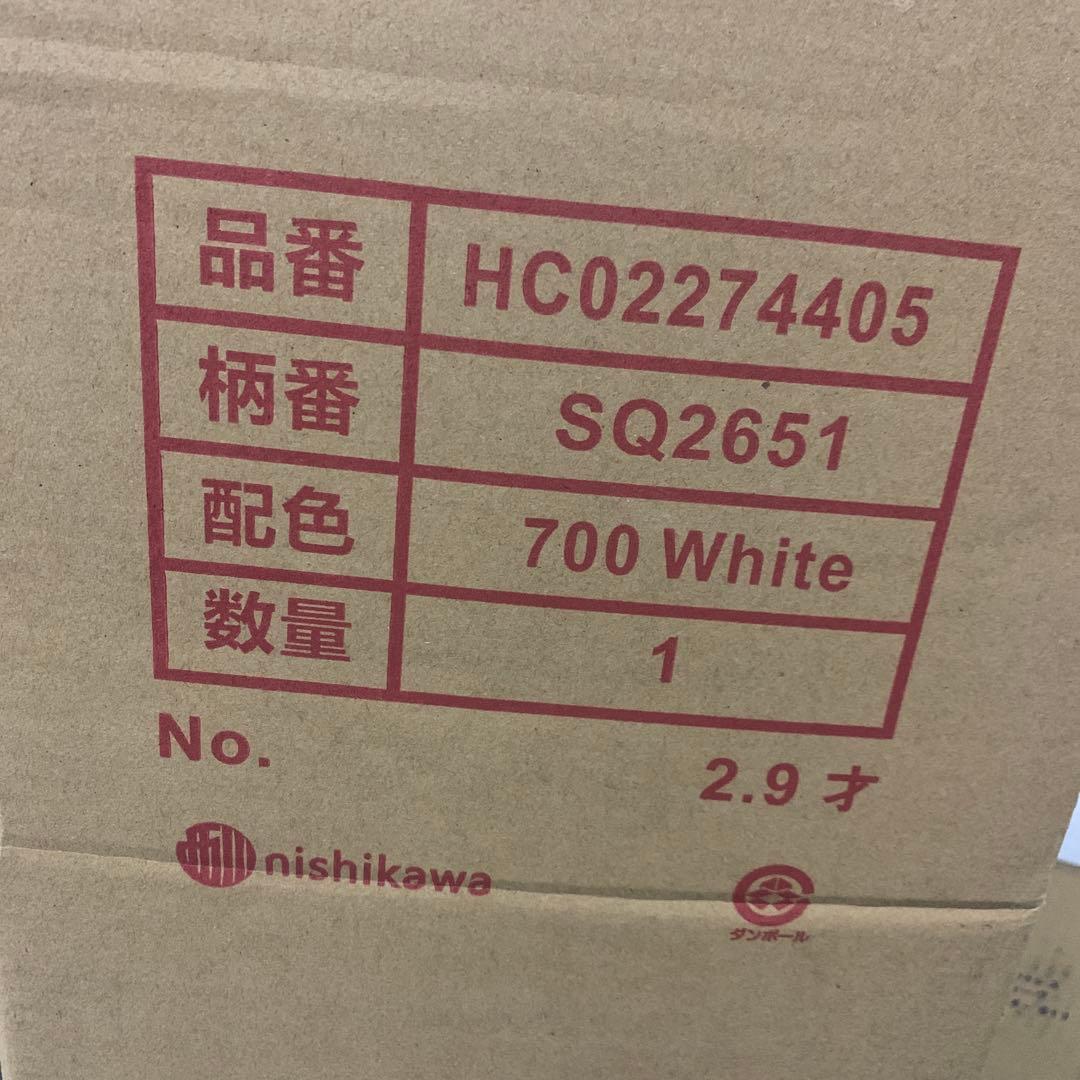 品番 HC02274405
柄番 SQ2651
配色 700 White
数量 1
No. 2.9 才
nishikawa
ダンボール